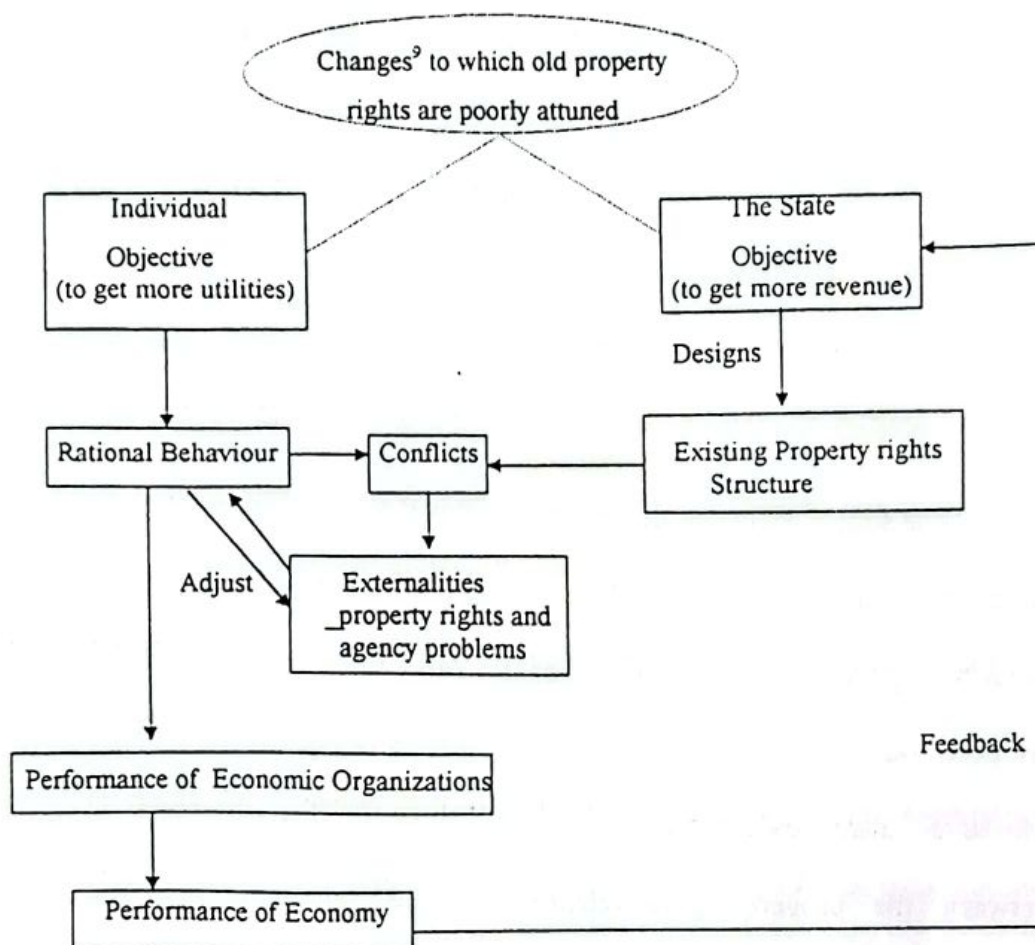 Changes⁹ to which old property
rights are poorly attuned
Individual
Objective
(to get more utilities)
The State
Objective
(to get more revenue)
Designs
Rational Behaviour
Conflicts
Existing Property rights
Structure
Adjust
Externalities
_property rights and
agency problems
Feedback
Performance of Economic Organizations
Performance of Economy